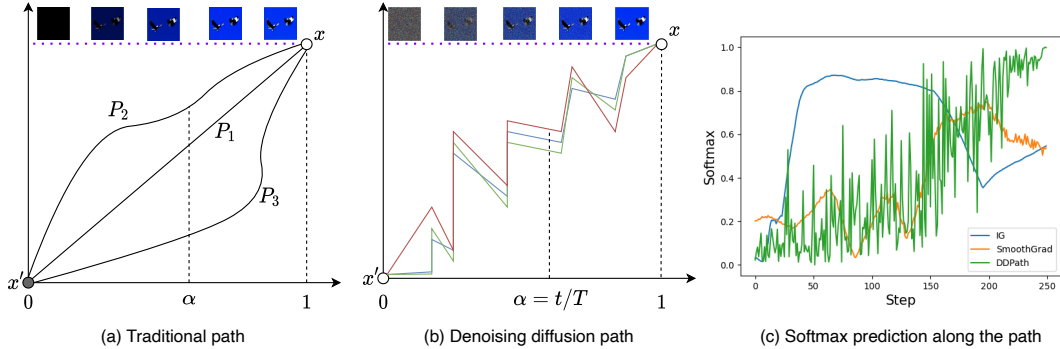 x
P₂
P₁
P₃
x′
0
α
1
(a) Traditional path
x
x′
0
α = t/T
1
(b) Denoising diffusion path
1.0
0.8
0.6
0.4
0.2
0.0
Softmax
IG
SmoothGrad
DDPath
0 50 100 150 200 250
Step
(c) Softmax prediction along the path